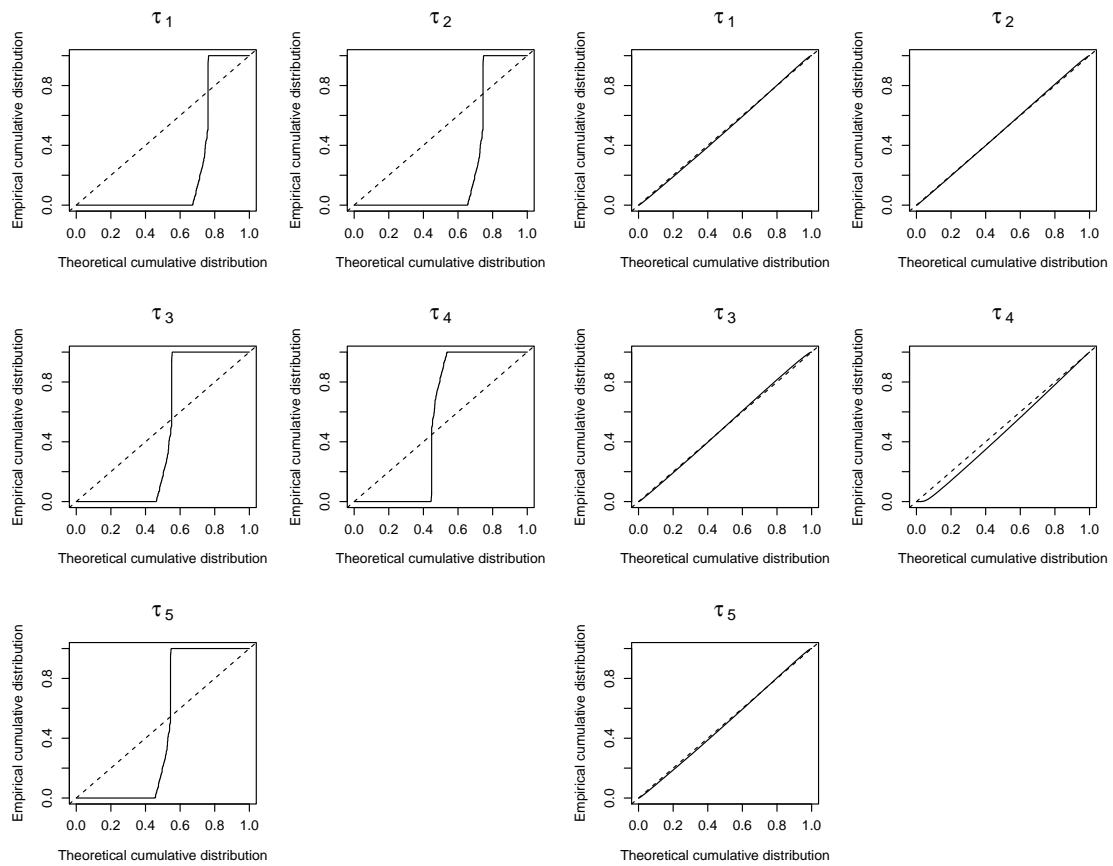 τ1
Empirical cumulative distribution
0.0 0.4 0.8
0.0 0.2 0.4 0.6 0.8 1.0
Theoretical cumulative distribution
τ2
Empirical cumulative distribution
0.0 0.4 0.8
0.0 0.2 0.4 0.6 0.8 1.0
Theoretical cumulative distribution
τ1
Empirical cumulative distribution
0.0 0.4 0.8
0.0 0.2 0.4 0.6 0.8 1.0
Theoretical cumulative distribution
τ2
Empirical cumulative distribution
0.0 0.4 0.8
0.0 0.2 0.4 0.6 0.8 1.0
Theoretical cumulative distribution
τ3
Empirical cumulative distribution
0.0 0.4 0.8
0.0 0.2 0.4 0.6 0.8 1.0
Theoretical cumulative distribution
τ4
Empirical cumulative distribution
0.0 0.4 0.8
0.0 0.2 0.4 0.6 0.8 1.0
Theoretical cumulative distribution
τ3
Empirical cumulative distribution
0.0 0.4 0.8
0.0 0.2 0.4 0.6 0.8 1.0
Theoretical cumulative distribution
τ4
Empirical cumulative distribution
0.0 0.4 0.8
0.0 0.2 0.4 0.6 0.8 1.0
Theoretical cumulative distribution
τ5
Empirical cumulative distribution
0.0 0.4 0.8
0.0 0.2 0.4 0.6 0.8 1.0
Theoretical cumulative distribution
τ5
Empirical cumulative distribution
0.0 0.4 0.8
0.0 0.2 0.4 0.6 0.8 1.0
Theoretical cumulative distribution